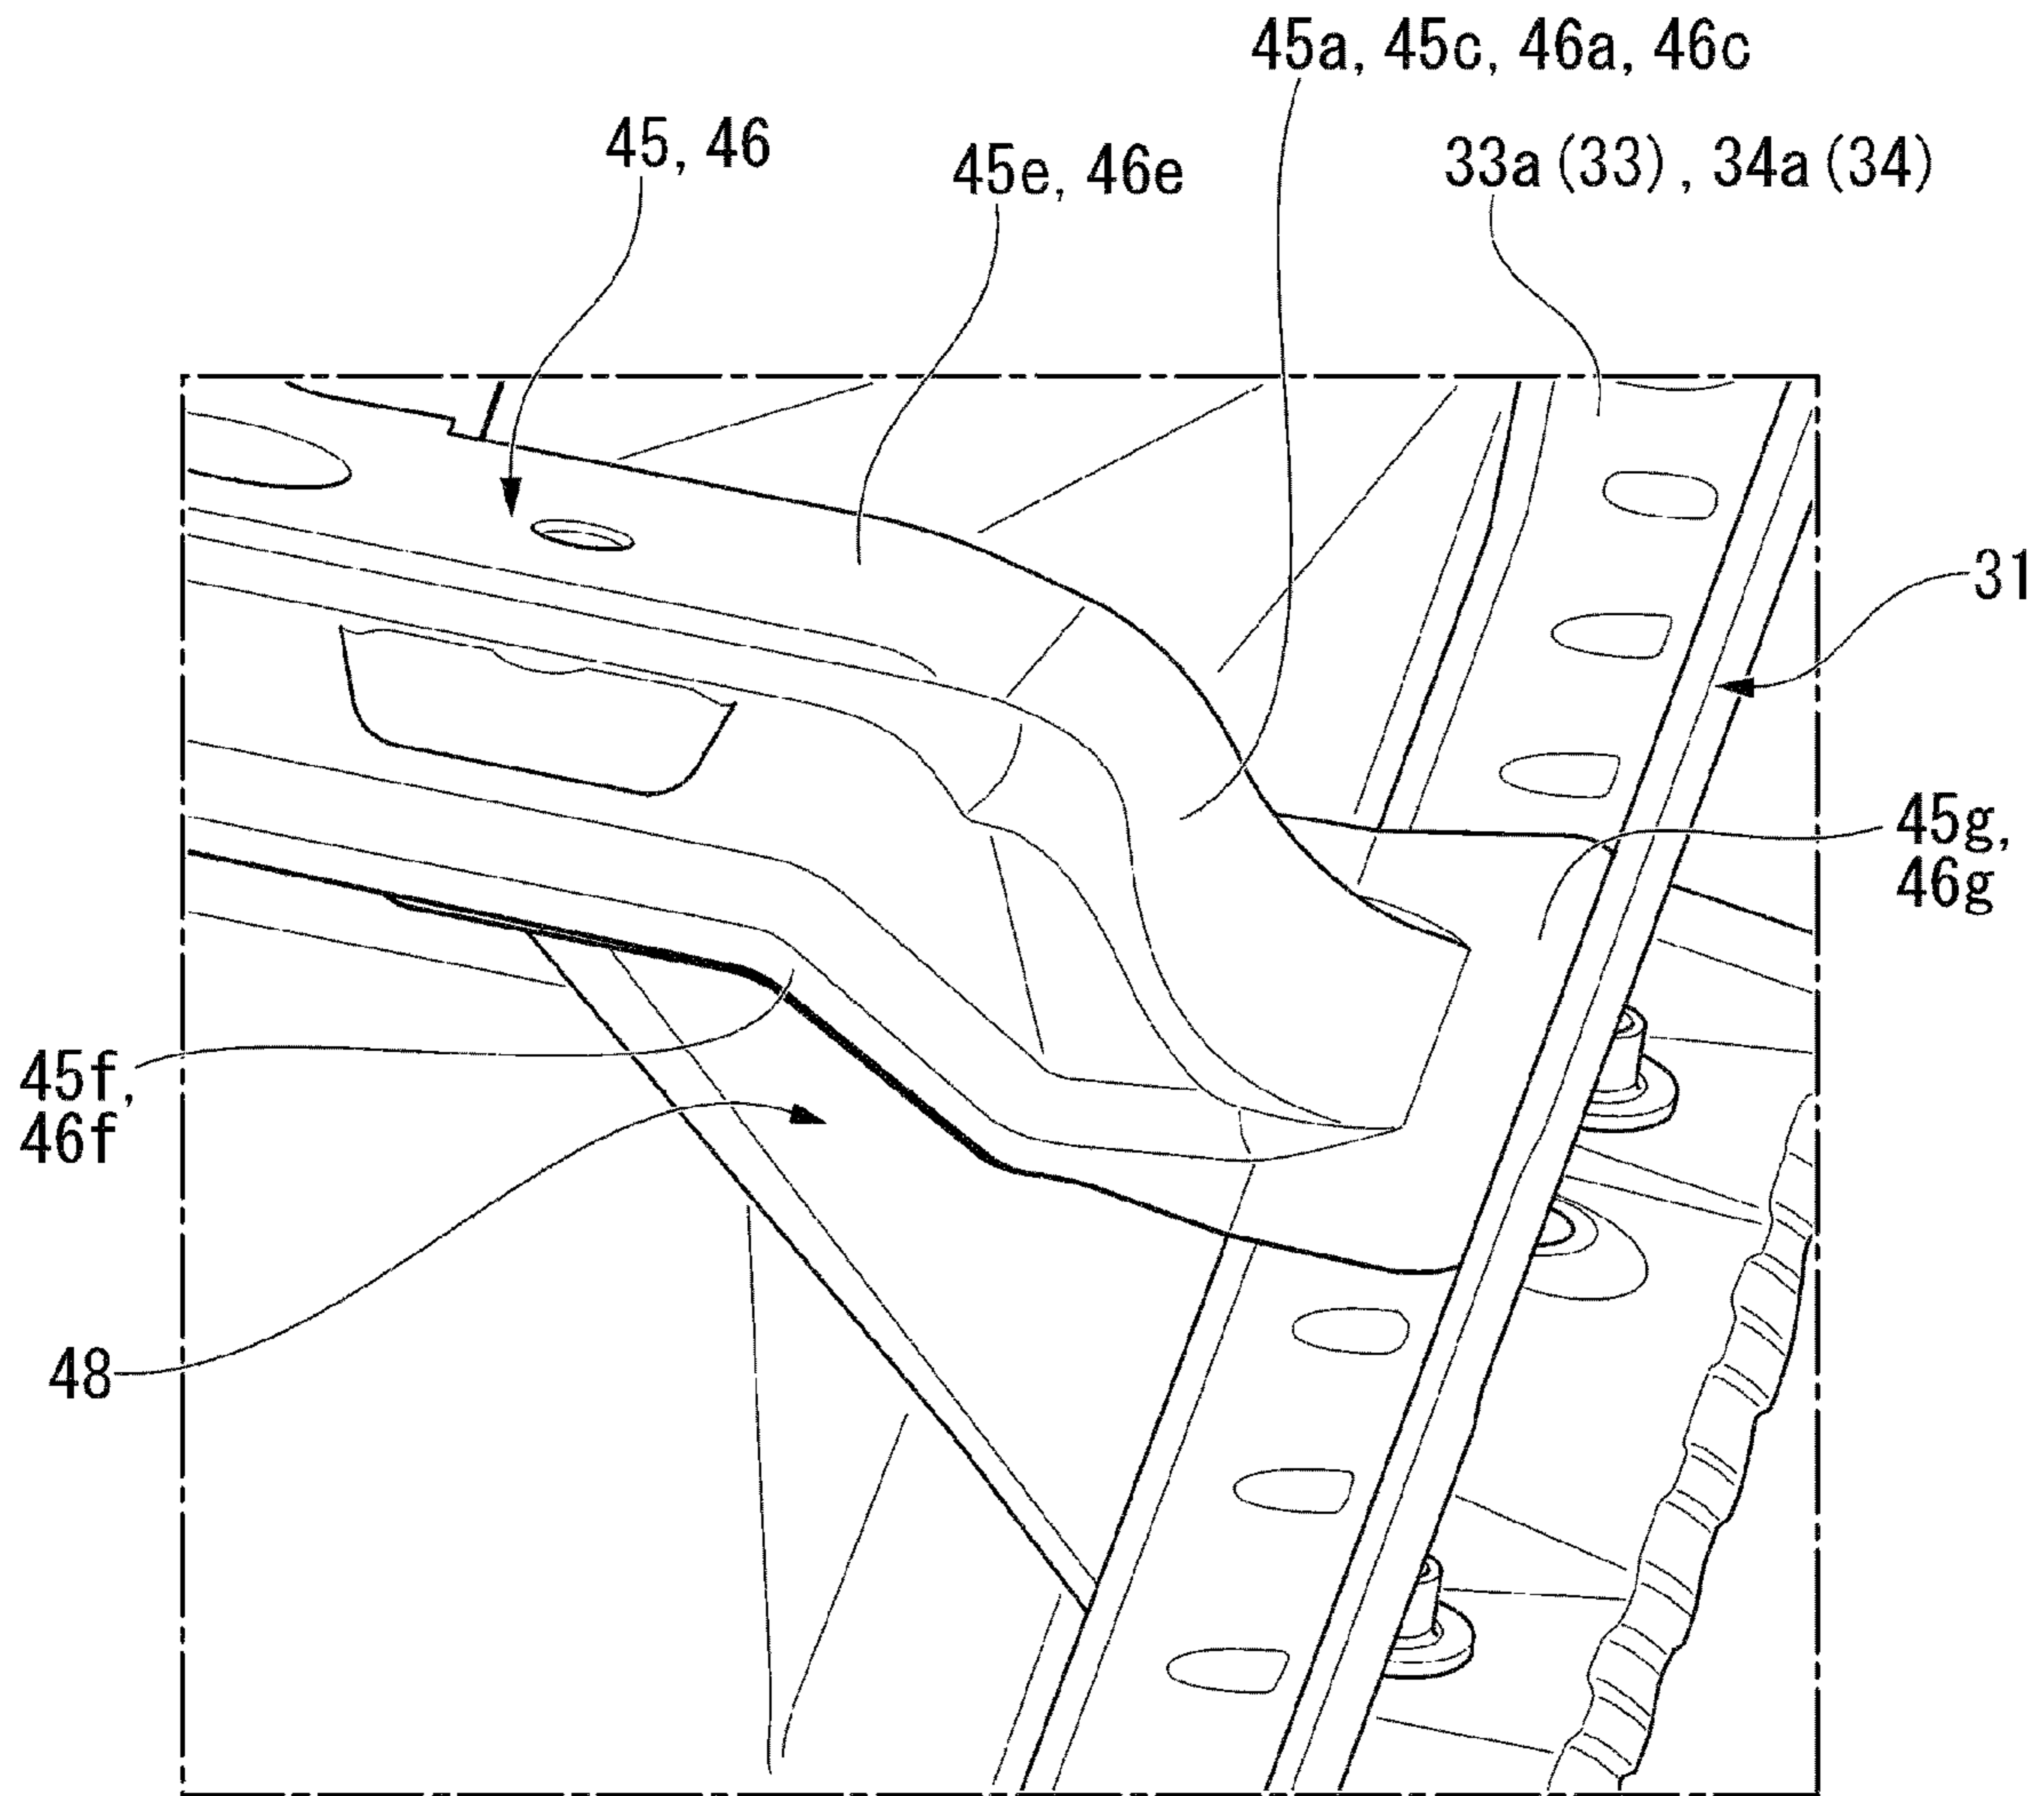 45a, 45c, 46a, 46c
45, 46
45e, 46e
33a(33), 34a(34)
31
45g,
46g
45f,
46f
48